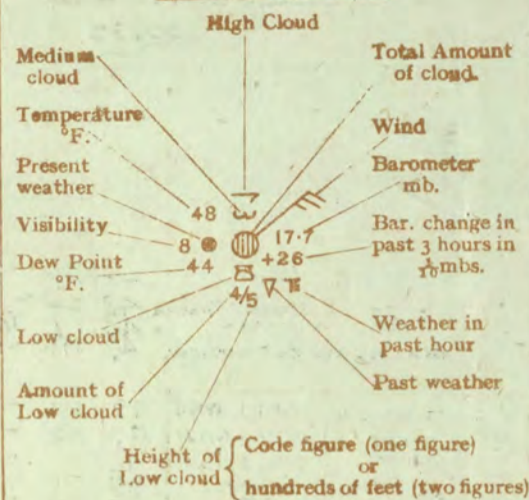 High Cloud
Medium
cloud
Total Amount
of cloud.
Temperature
°F.
Wind
Present
weather
Barometer
mb.
48
Visibility
8
17·7
Bar. change in
past 3 hours in
1/10 mbs.
Dew Point
°F.
44
+26
4/5
Low cloud
Weather in
past hour
Amount of
Low cloud
Past weather
Height of
Low cloud
Code figure (one figure)
or
hundreds of feet (two figures)